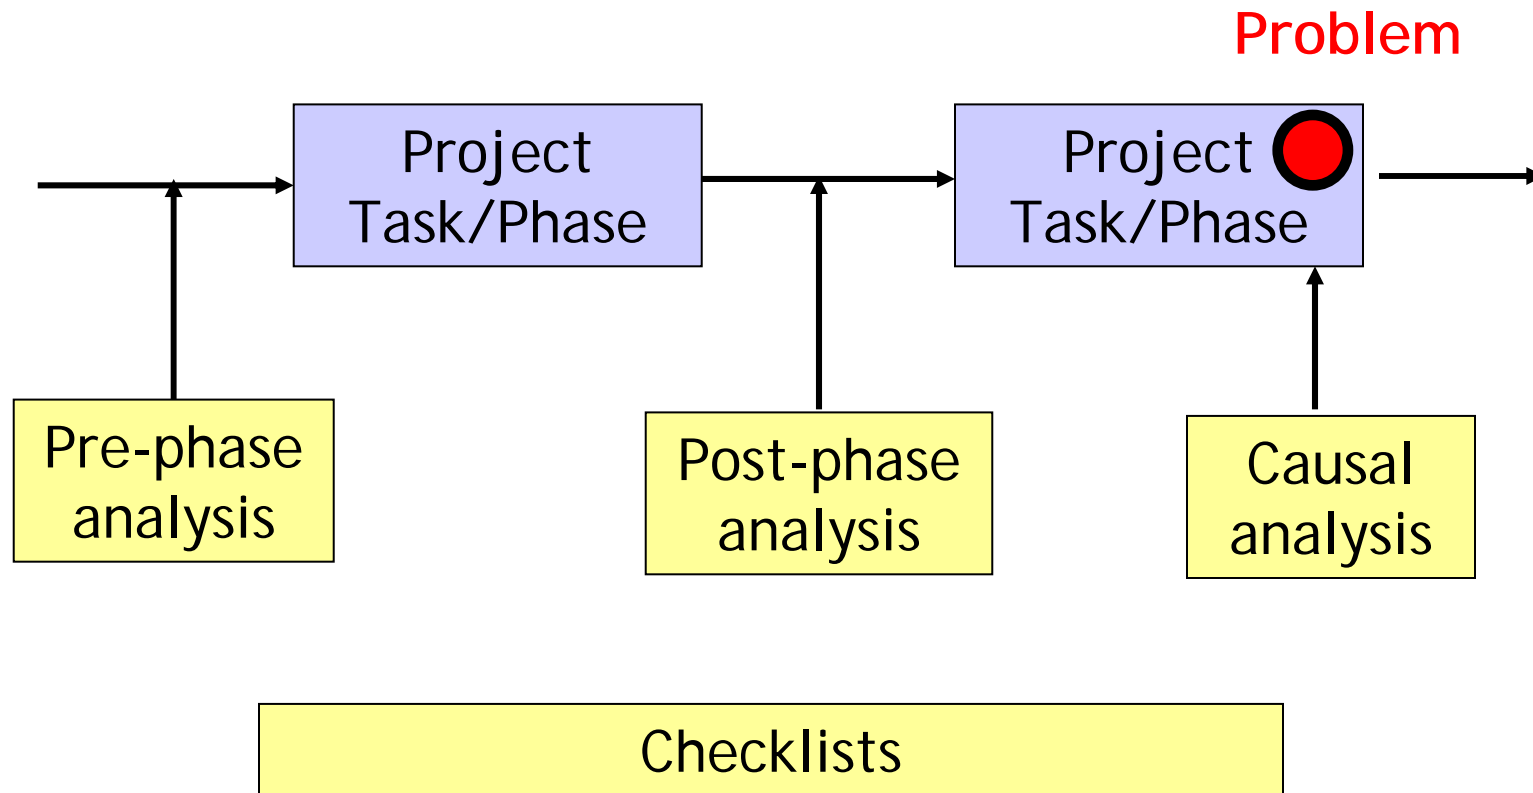 Problem
Project
Task/Phase
Project
Task/Phase
Pre-phase
analysis
Post-phase
analysis
Causal
analysis
Checklists